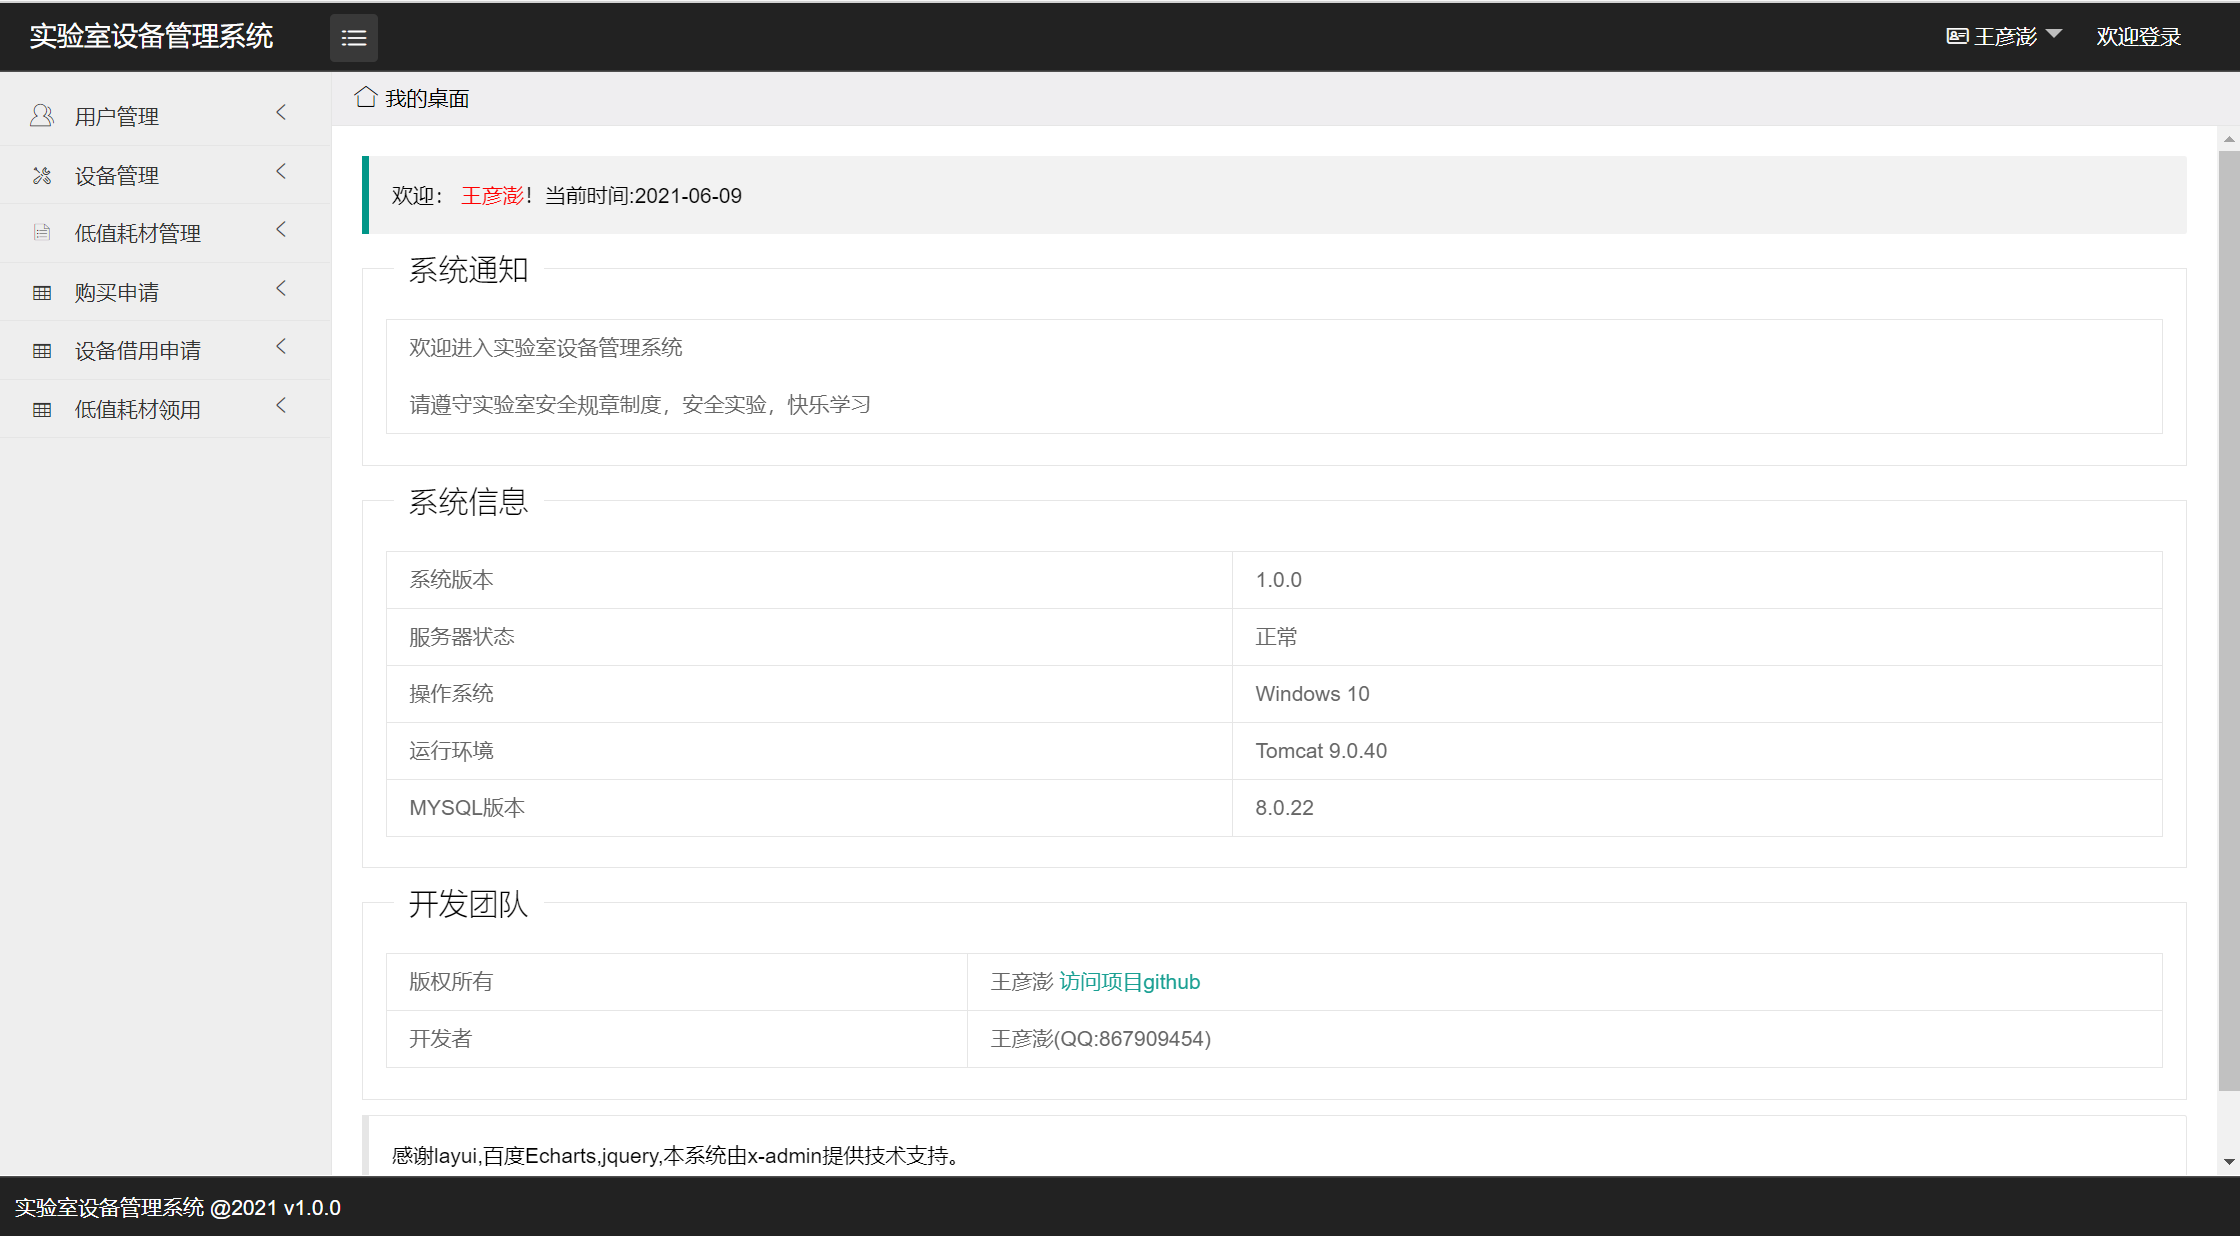 实验室设备管理系统
王彦澎 欢迎登录
用户管理
设备管理
低值耗材管理
购买申请
设备借用申请
低值耗材领用
我的桌面
欢迎： 王彦澎！当前时间:2021-06-09
系统通知
欢迎进入实验室设备管理系统
请遵守实验室安全规章制度，安全实验，快乐学习
系统信息
系统版本 1.0.0
服务器状态 正常
操作系统 Windows 10
运行环境 Tomcat 9.0.40
MYSQL版本 8.0.22
开发团队
版权所有 王彦澎 访问项目github
开发者 王彦澎(QQ:867909454)
感谢layui,百度Echarts,jquery,本系统由x-admin提供技术支持。
实验室设备管理系统 @2021 v1.0.0